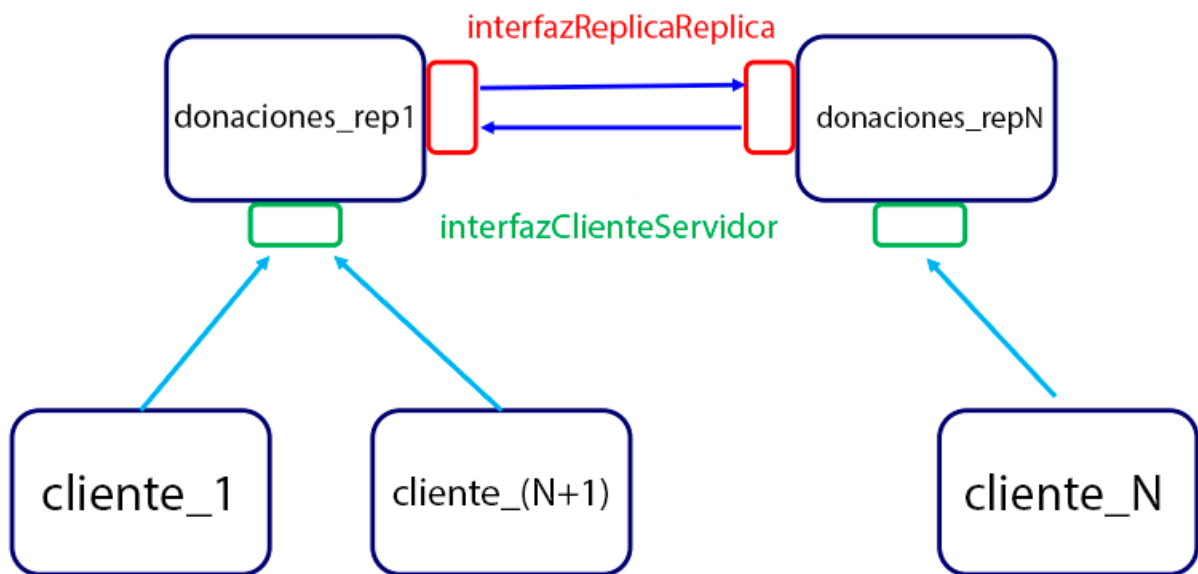 interfazReplicaReplica
donaciones_rep1
donaciones_repN
interfazClienteServidor
cliente_1
cliente_(N+1)
cliente_N